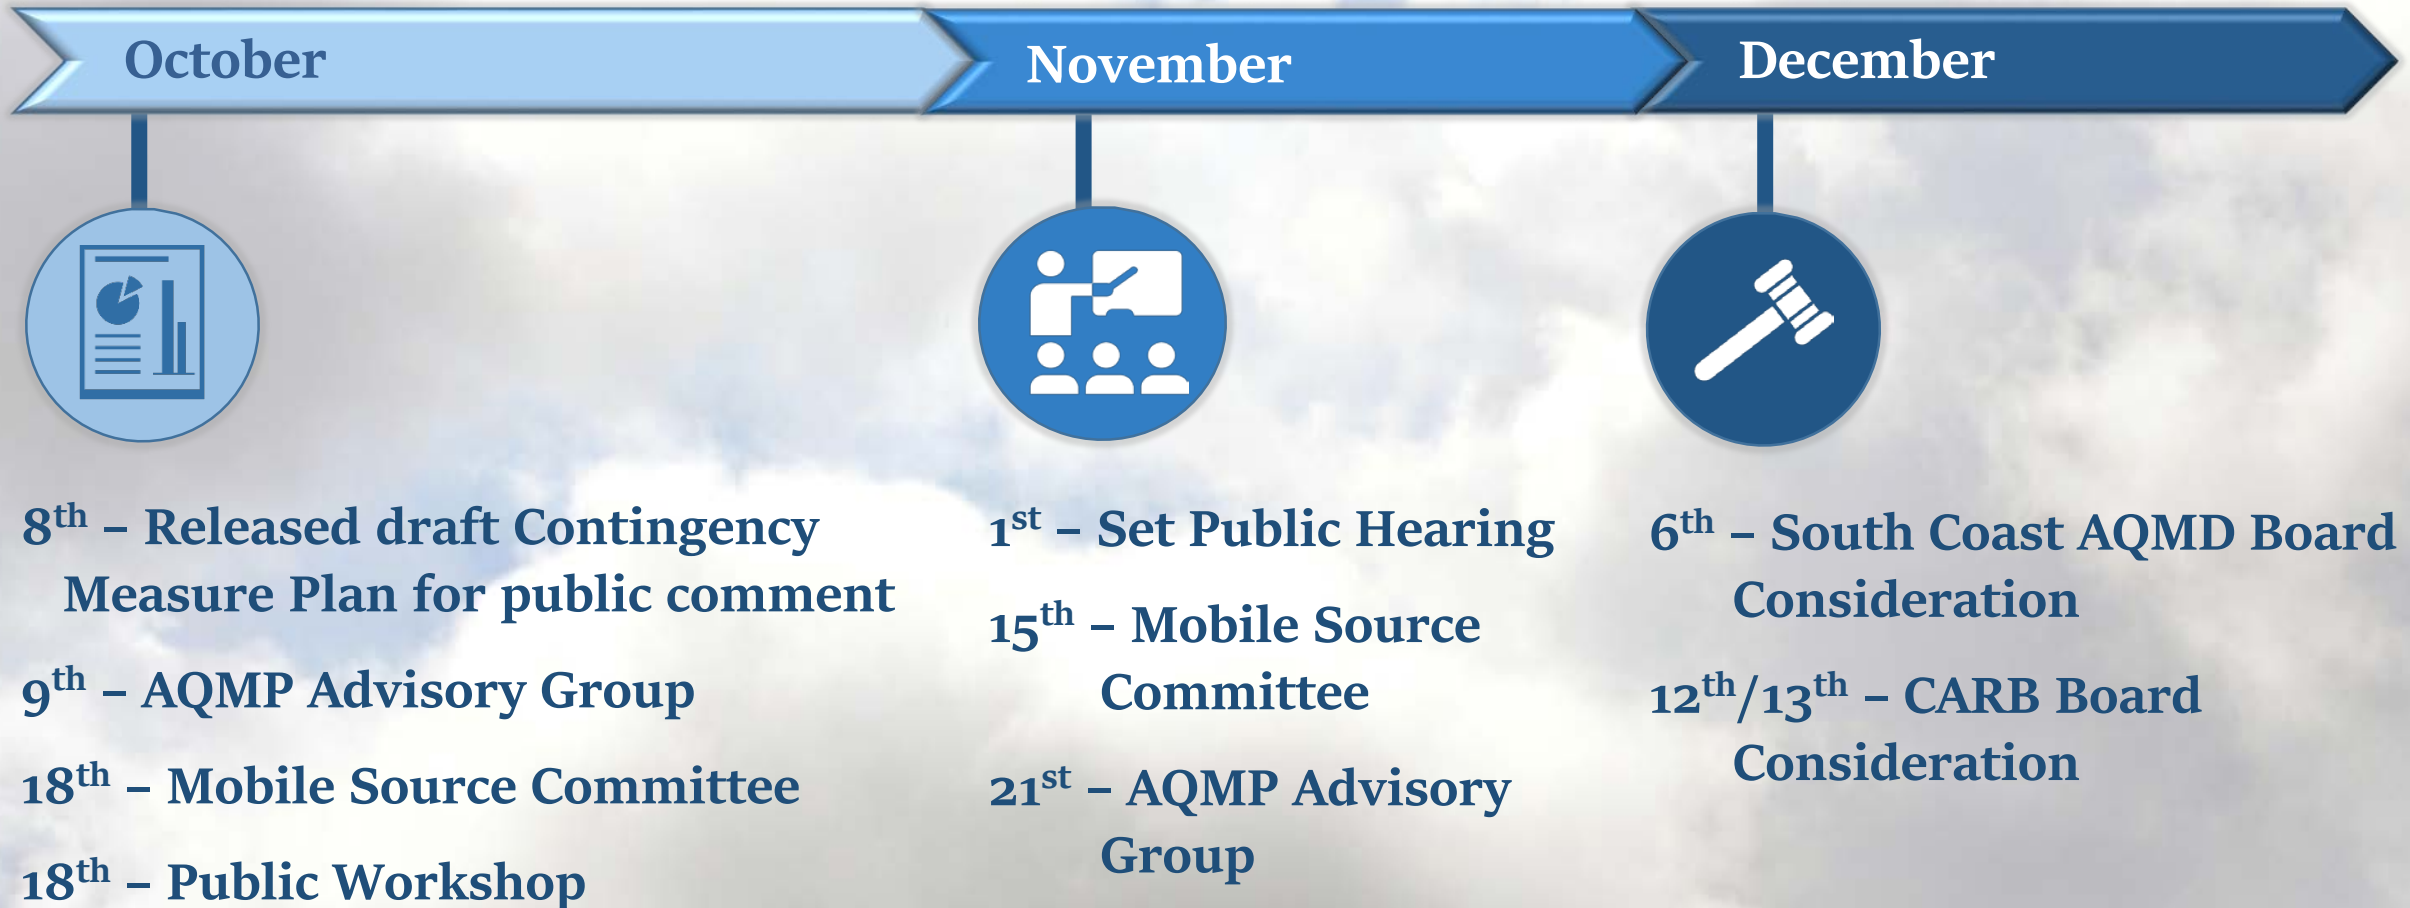 October
8th – Released draft Contingency
Measure Plan for public comment
9th – AQMP Advisory Group
18th – Mobile Source Committee
18th – Public Workshop
November
1st – Set Public Hearing
15th – Mobile Source
Committee
21st – AQMP Advisory
Group
December
6th – South Coast AQMD Board
Consideration
12th/13th – CARB Board
Consideration